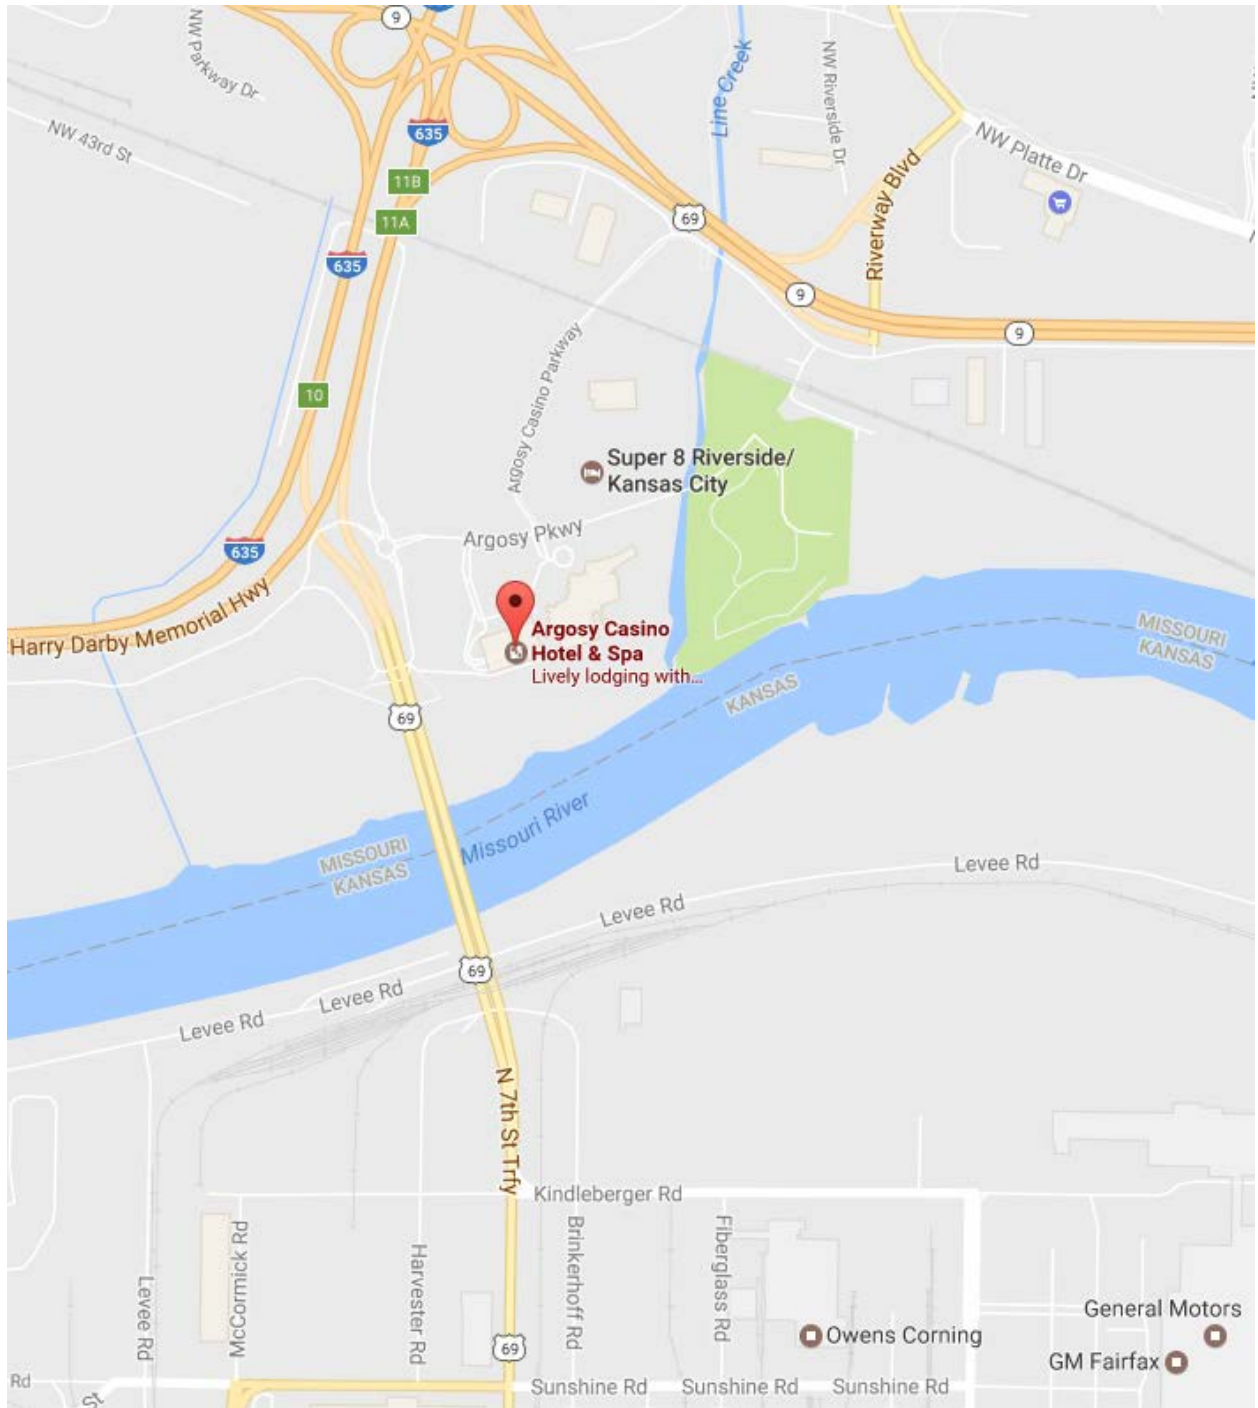 9
NW Parkway Dr
Line Creek
NW Riverside Dr
NW 43rd St
635
NW Platte Dr
11B
11A
69
Riverway Blvd
635
9
9
10
Argosy Casino Parkway
Super 8 Riverside/
Kansas City
Argosy Pkwy
635
Harry Darby Memorial Hwy
Argosy Casino
Hotel & Spa
Lively lodging with...
MISSOURI
KANSAS
KANSAS
69
Missouri River
MISSOURI
KANSAS
Levee Rd
Levee Rd
69
Levee Rd
Levee Rd
N 7th St Trfy
Kindleberger Rd
McCormick Rd
Harvester Rd
Brinkerhoff Rd
Fiberglass Rd
Levee Rd
General Motors
Owens Corning
69
GM Fairfax
Rd
St
Sunshine Rd
Sunshine Rd
Sunshine Rd